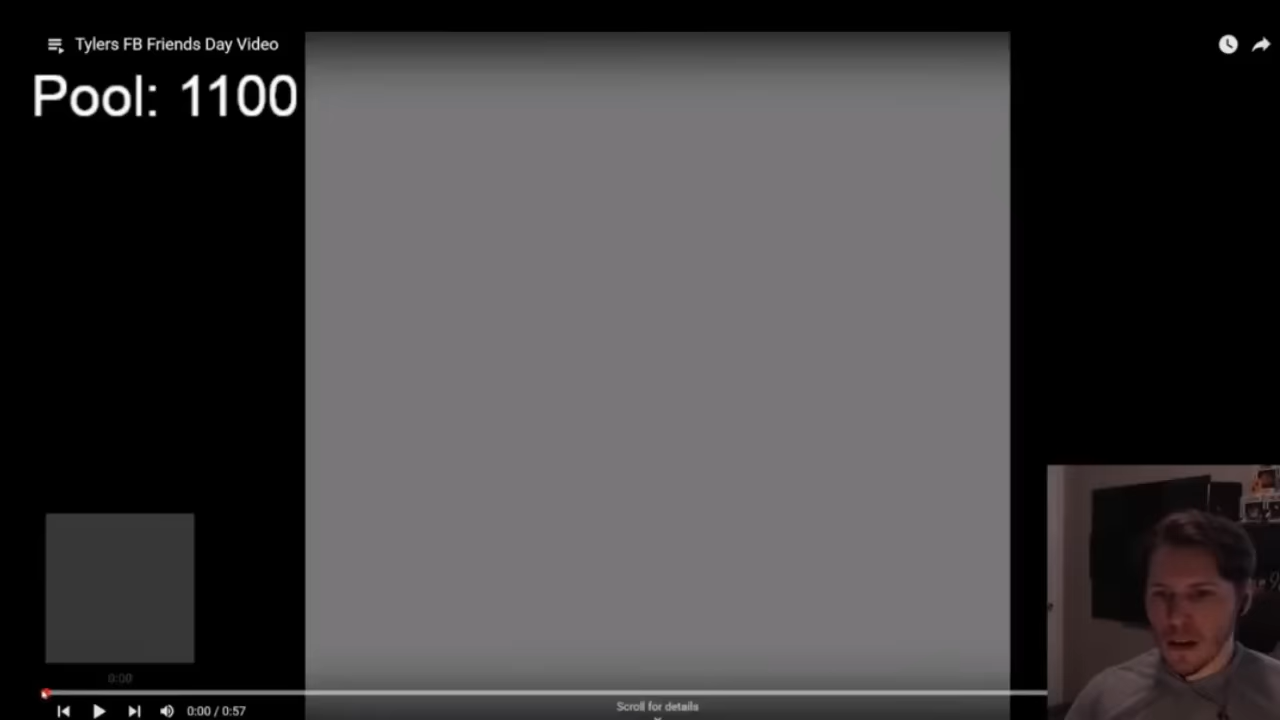 Tylers FB Friends Day Video
Pool: 1100
0:00
0:00 / 0:57
Scroll for details